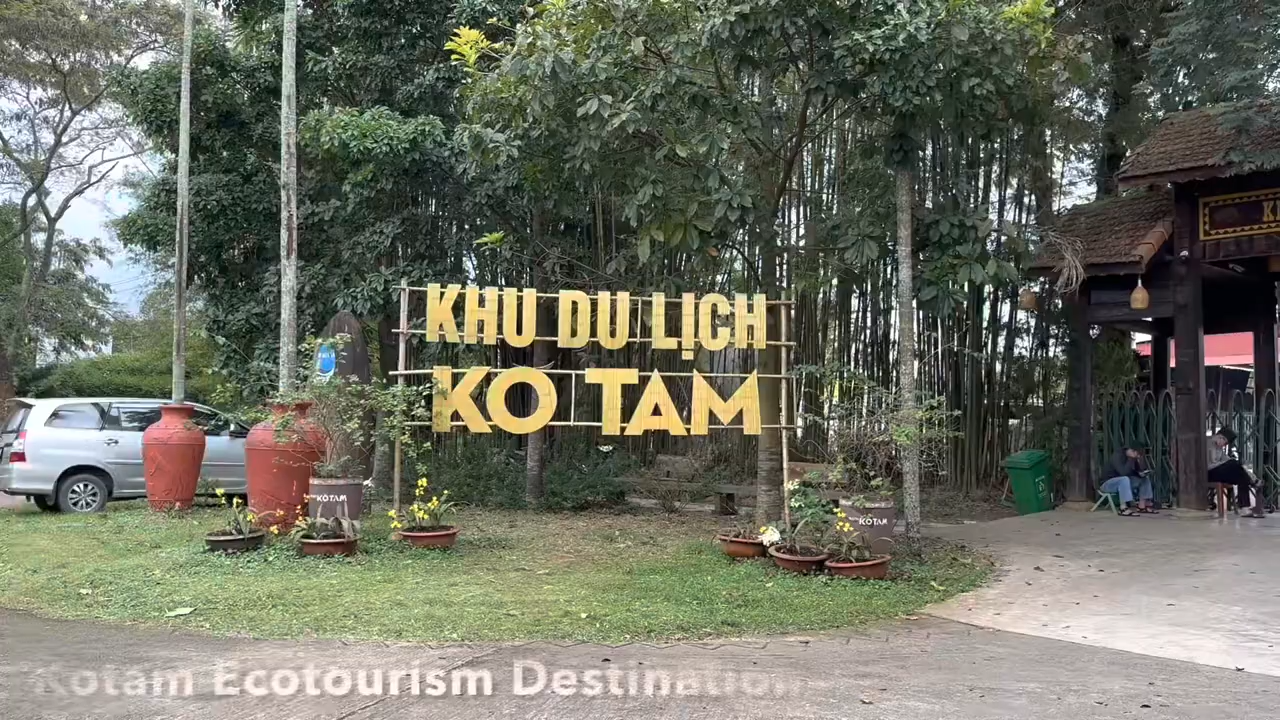 KHU DU LỊCH
KO TAM
KOTAM
KOTAM
Kotam Ecotourism Destination